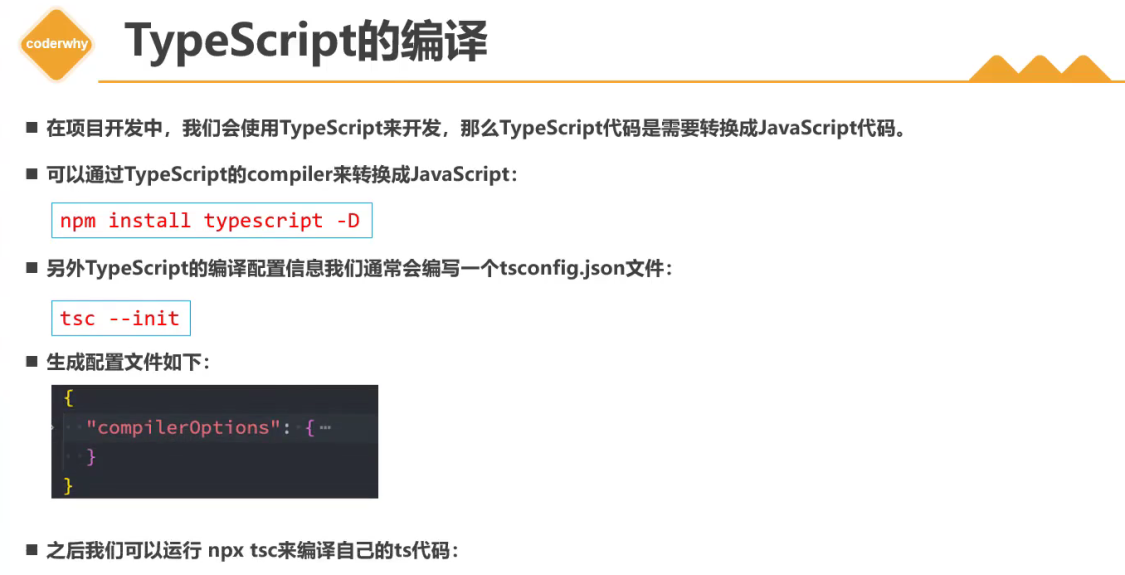 coderwhy
TypeScript的编译
在项目开发中，我们会使用TypeScript来开发，那么TypeScript代码是需要转换成JavaScript代码。
可以通过TypeScript的compiler来转换成JavaScript：
npm install typescript -D
另外TypeScript的编译配置信息我们通常会编写一个tsconfig.json文件：
tsc --init
生成配置文件如下：
{
"compilerOptions": { ⋯
}
}
之后我们可以运行 npx tsc来编译自己的ts代码：